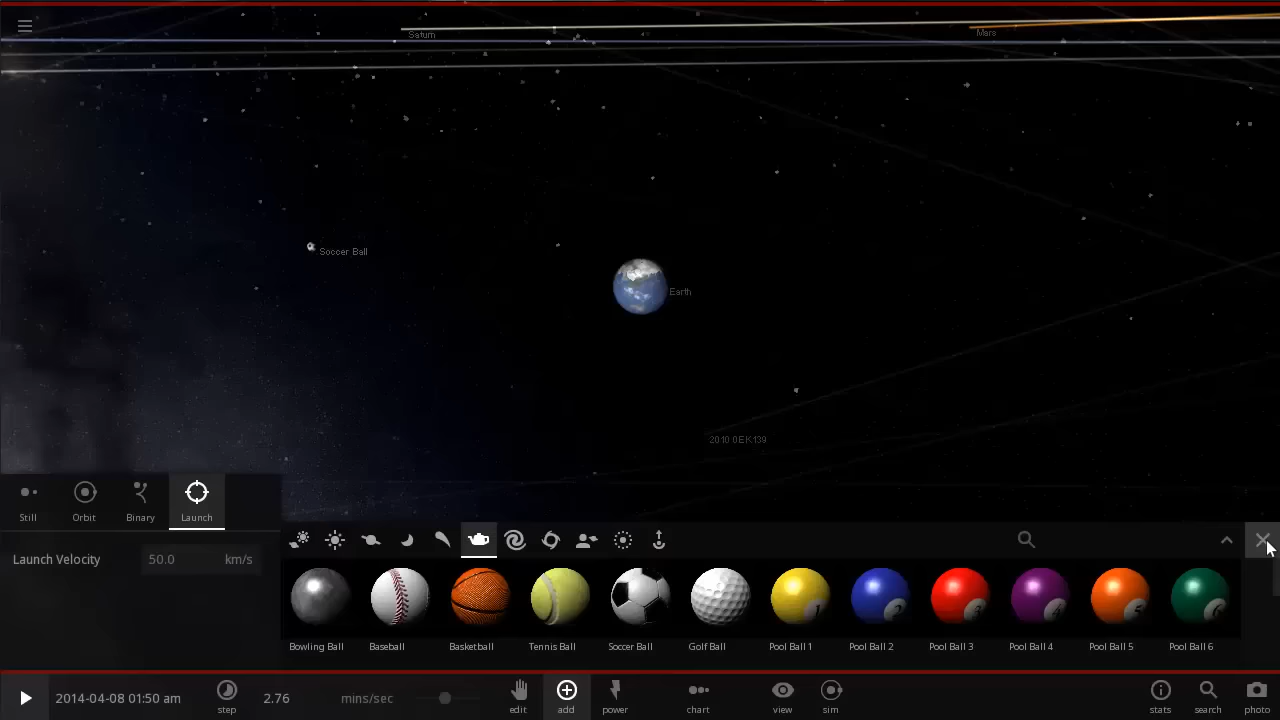 Saturn
Mars
Soccer Ball
Earth
2010 0EK139
Still Orbit Binary Launch
Launch Velocity 50.0 km/s
Bowling Ball Baseball Basketball Tennis Ball Soccer Ball Golf Ball Pool Ball 1 Pool Ball 2 Pool Ball 3 Pool Ball 4 Pool Ball 5 Pool Ball 6
2014-04-08 01:50 am step 2.76 mins/sec edit add power chart view sim stats search photo